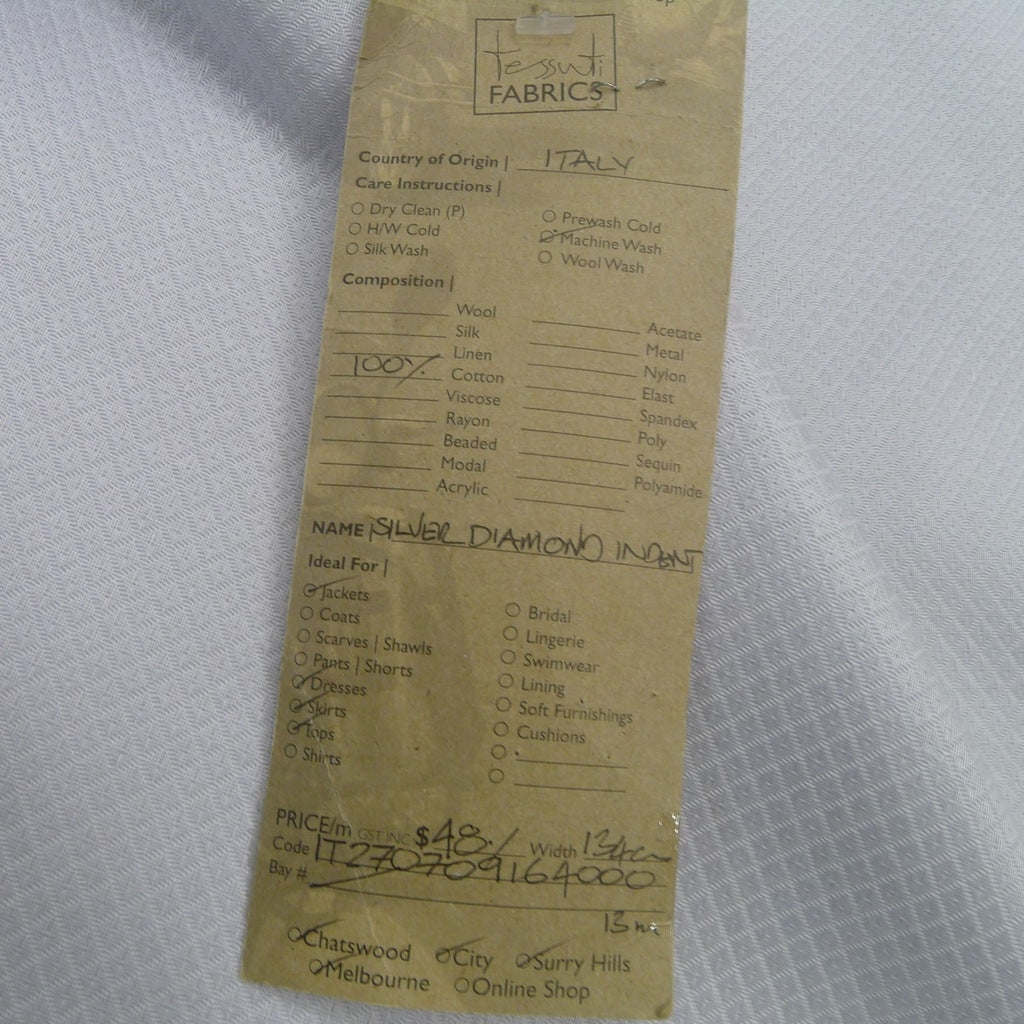 tessuti
FABRICS
Country of Origin | ITALY
Care Instructions |
Dry Clean (P)
H/W Cold
Silk Wash
Prewash Cold
Machine Wash
Wool Wash
Composition |
Wool
Silk
Linen
100% Cotton
Viscose
Rayon
Beaded
Modal
Acrylic
Acetate
Metal
Nylon
Elast
Spandex
Poly
Sequin
Polyamide
NAME | SILVER DIAMOND INDENT
Ideal For |
Jackets
Coats
Scarves | Shawls
Pants | Shorts
Dresses
Skirts
Tops
Shirts
Bridal
Lingerie
Swimwear
Lining
Soft Furnishings
Cushions
PRICE/m GST INC $48./ Width 134cm
Code IT2707709164000
Bay #
13m
Chatswood City Surry Hills
Melbourne Online Shop